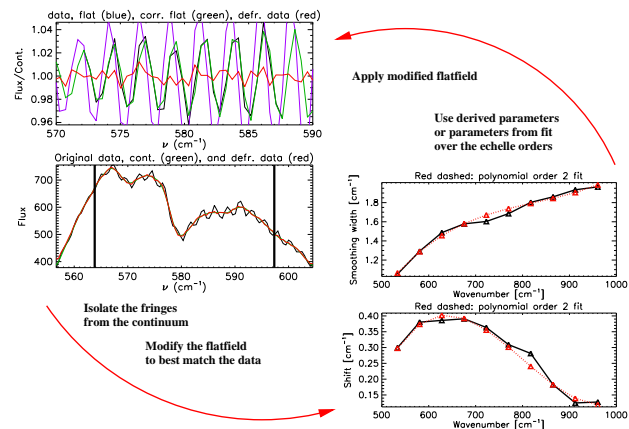 data, flat (blue), corr. flat (green), defr. data (red)
Flux/Cont.
1.04
1.02
1.00
0.98
0.96
570 575 580 585 590
ν (cm⁻¹)
Original data, cont. (green), and defr. data (red)
Flux
700
600
500
400
560 570 580 590 600
ν (cm⁻¹)
Isolate the fringes
from the continuum
Modify the flatfield
to best match the data
Apply modified flatfield
Use derived parameters
or parameters from fit
over the echelle orders
Red dashed: polynomial order 2 fit
Smoothing width [cm⁻¹]
1.8
1.6
1.4
1.2
500 600 700 800 900 1000
Wavenumber [cm⁻¹]
Red dashed: polynomial order 2 fit
Shift [cm⁻¹]
0.40
0.35
0.30
0.25
0.20
0.15
500 600 700 800 900 1000
Wavenumber [cm⁻¹]